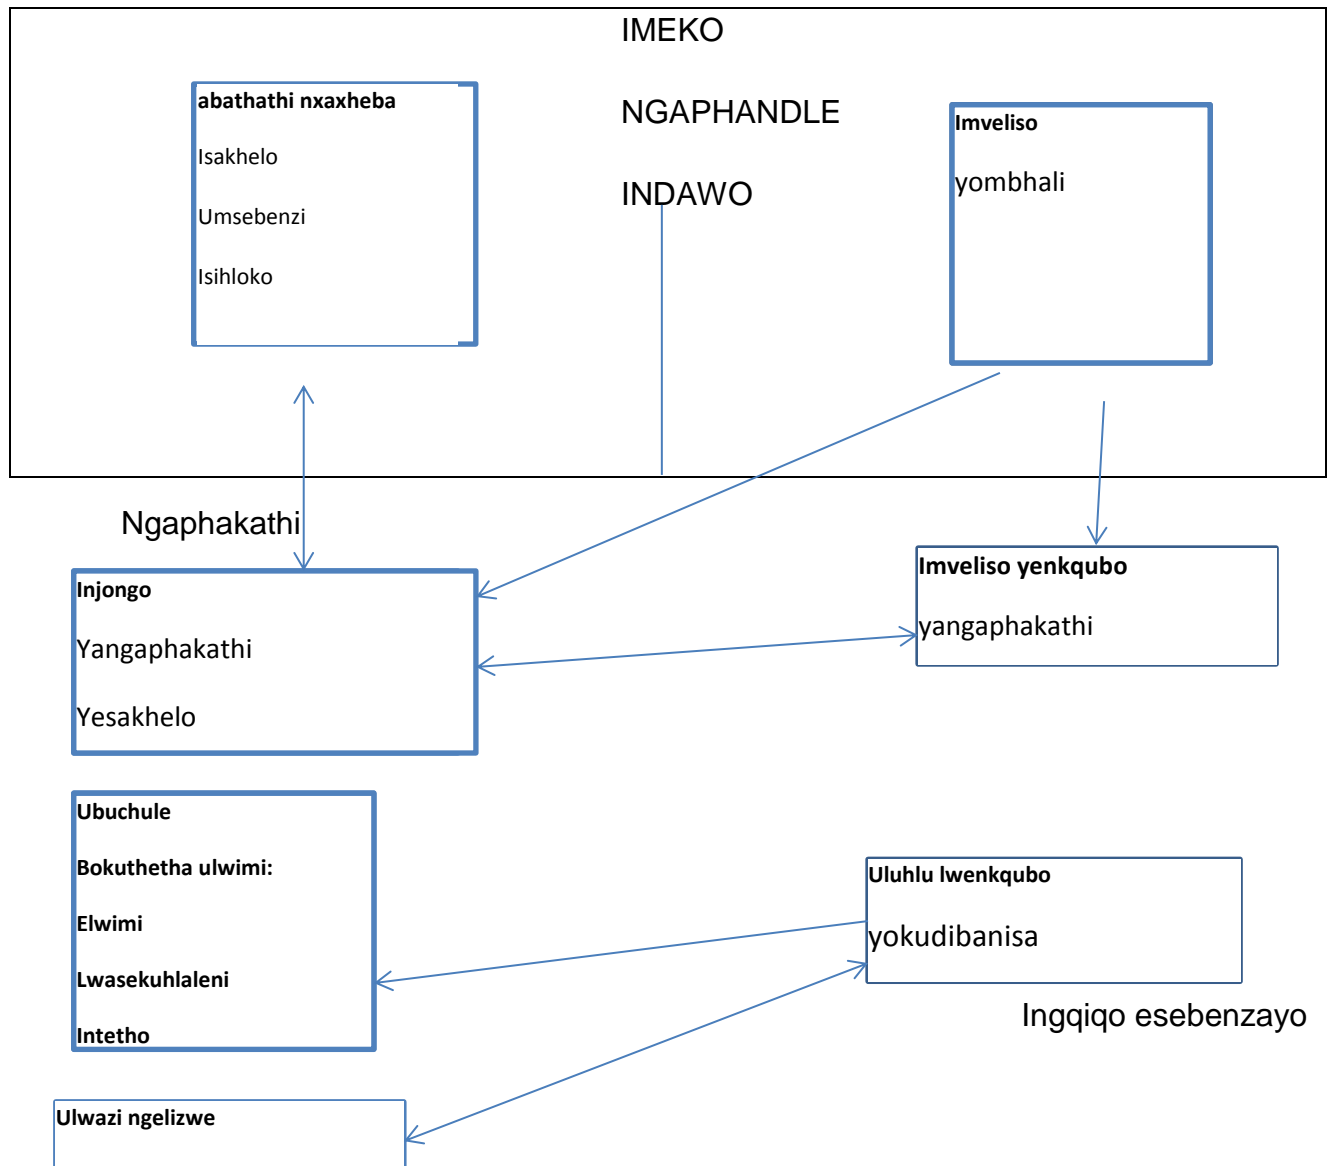 IMEKO
NGAPHANDLE
INDAWO
abathathi nxaxheba
Isakhelo
Umsebenzi
Isihloko
Imveliso
yombhali
Ngaphakathi
Injongo
Yangaphakathi
Yesakhelo
Imveliso yenkqubo
yangaphakathi
Ubuchule
Bokuthetha ulwimi:
Elwimi
Lwasekuhlaleni
Intetho
Uluhlu lwenkqubo
yokudibanisa
Ingqiqo esebenzayo
Ulwazi ngelizwe